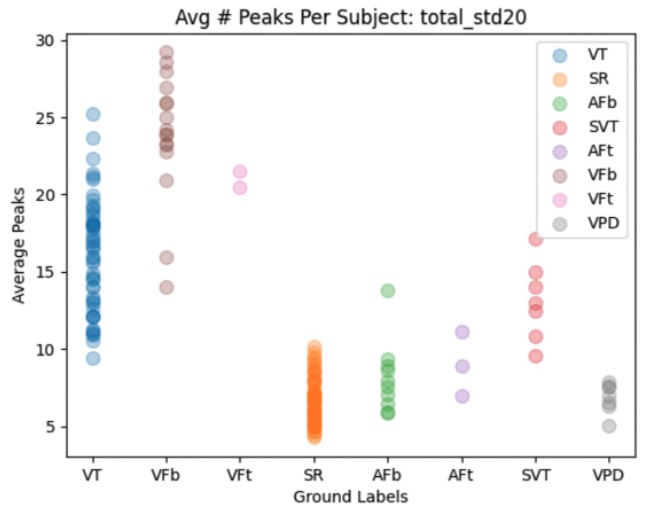 Avg # Peaks Per Subject: total_std20
Average Peaks
30
25
20
15
10
5
VT
SR
AFb
SVT
AFt
VFb
VFt
VPD
VT VFb VFt SR AFb AFt SVT VPD
Ground Labels